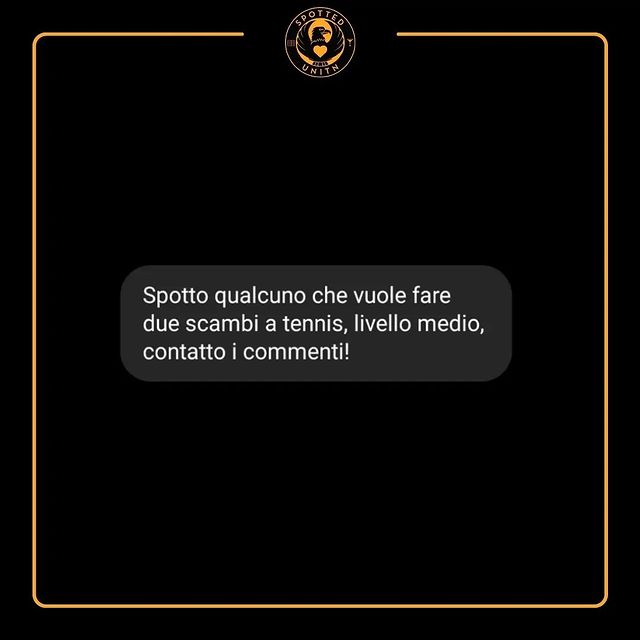 SPOTTED
UNITN
Spotto qualcuno che vuole fare
due scambi a tennis, livello medio,
contatto i commenti!